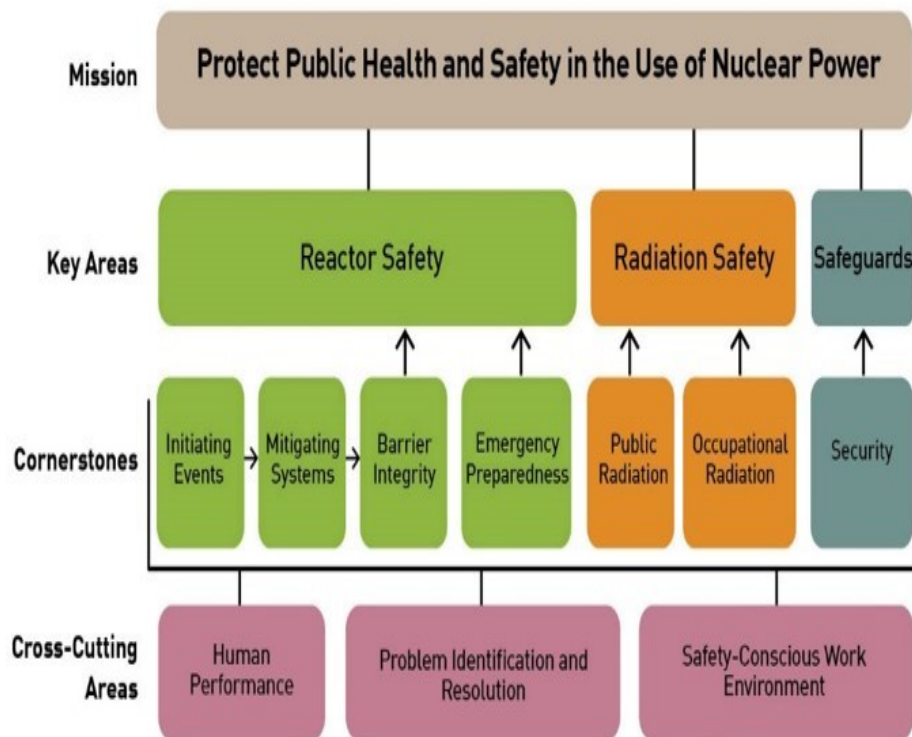 Mission
Protect Public Health and Safety in the Use of Nuclear Power
Key Areas
Reactor Safety
Radiation Safety
Safeguards
Cornerstones
Initiating
Events
Mitigating
Systems
Barrier
Integrity
Emergency
Preparedness
Public
Radiation
Occupational
Radiation
Security
Cross-Cutting
Areas
Human
Performance
Problem Identification and
Resolution
Safety-Conscious Work
Environment